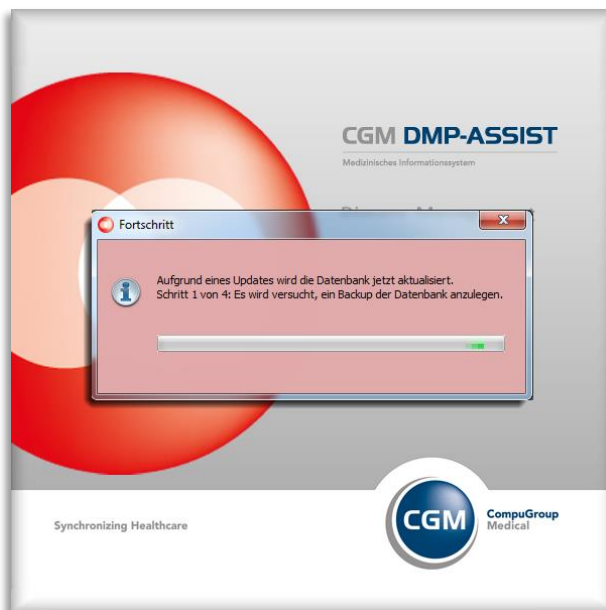 CGM DMP-ASSIST
Medizinisches Informationssystem
Fortschritt
Aufgrund eines Updates wird die Datenbank jetzt aktualisiert.
Schritt 1 von 4: Es wird versucht, ein Backup der Datenbank anzulegen.
Synchronizing Healthcare
CGM
CompuGroup
Medical